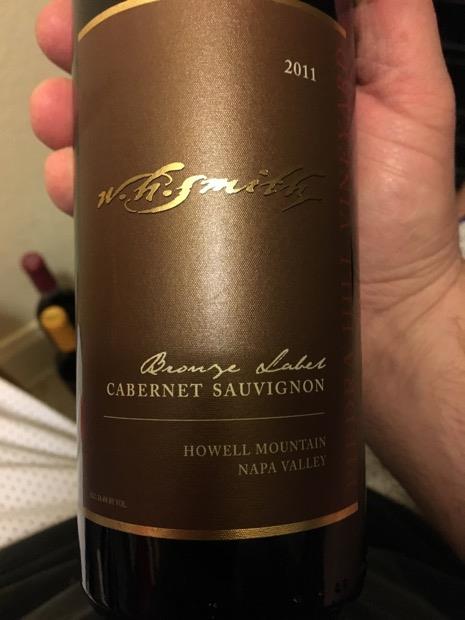 2011
w.h.smith
Bronze Label
CABERNET SAUVIGNON
HOWELL MOUNTAIN
NAPA VALLEY